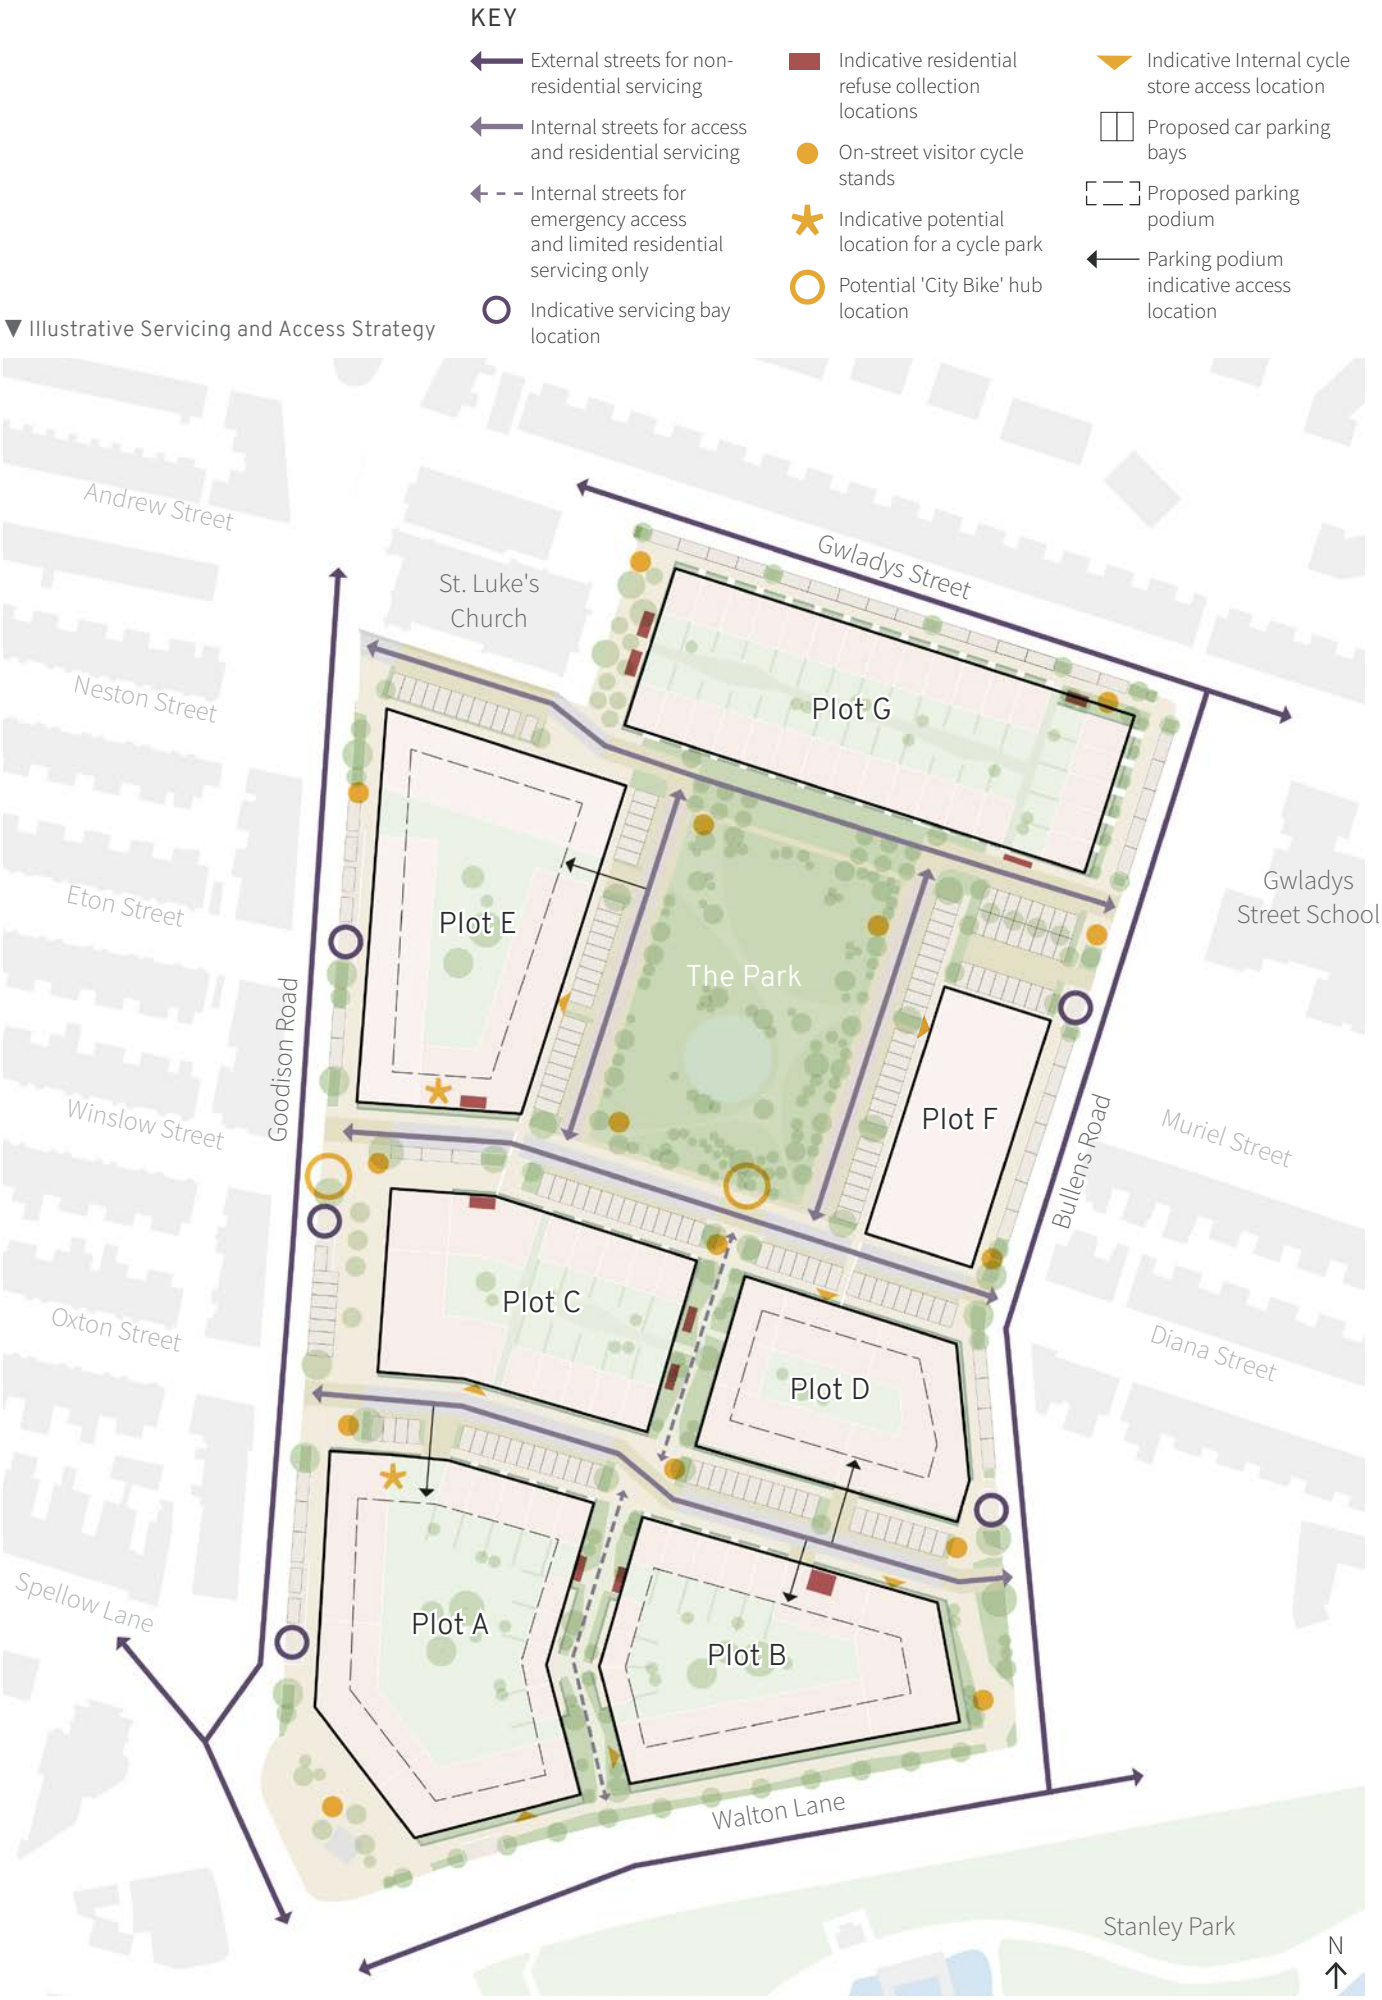 KEY
External streets for non-
residential servicing
Internal streets for access
and residential servicing
Internal streets for
emergency access
and limited residential
servicing only
Indicative servicing bay
location
Indicative residential
refuse collection
locations
On-street visitor cycle
stands
Indicative potential
location for a cycle park
Potential 'City Bike' hub
location
Indicative Internal cycle
store access location
Proposed car parking
bays
Proposed parking
podium
Parking podium
indicative access
location
▼ Illustrative Servicing and Access Strategy
Andrew Street
Gwladys Street
St. Luke's
Church
Neston Street
Plot G
Eton Street
Plot E
Gwladys
Street School
The Park
Goodison Road
Winslow Street
Plot F
Bullens Road
Muriel Street
Oxton Street
Plot C
Diana Street
Plot D
Spellow Lane
Plot A
Plot B
Walton Lane
Stanley Park
N